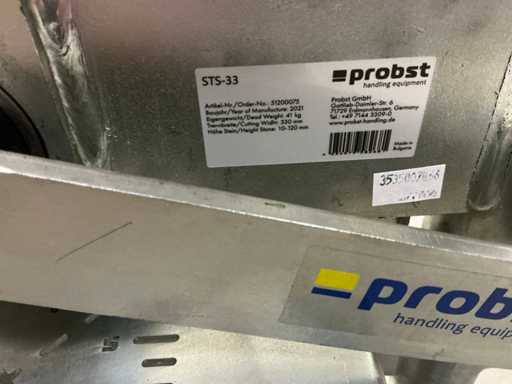 STS-33
Artikel-Nr./Order-No.: 51200075
Baujahr/Year of Manufacture: 2021
Eigengewicht/Dead Weight: 41 kg
Trennbreite/Cutting Width: 330 mm
Höhe Stein/Height Stone: 10-120 mm
probst
handling equipment
Probst GmbH
Gottlieb-Daimler-Str. 6
71729 Erdmannhausen, Germany
Tel.: +49 7144 3309-0
www.probst-handling.de
Made in
Bulgaria
probst
handling equip